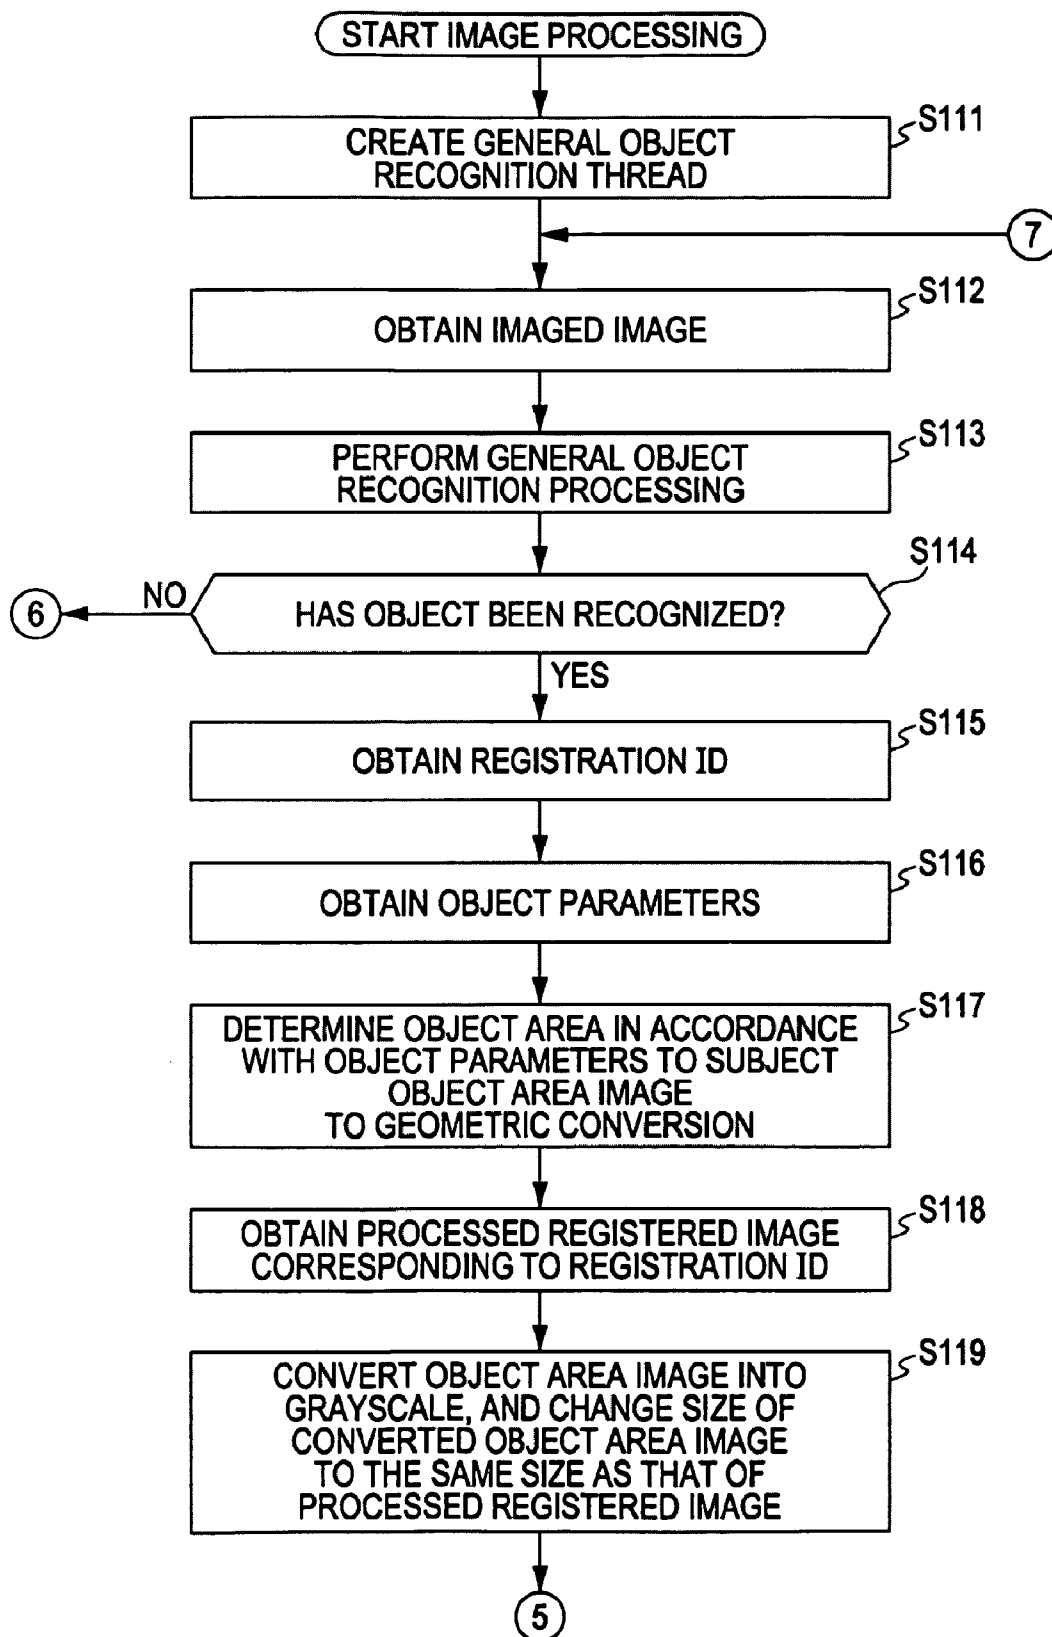 START IMAGE PROCESSING
S111
CREATE GENERAL OBJECT
RECOGNITION THREAD
7
S112
OBTAIN IMAGED IMAGE
S113
PERFORM GENERAL OBJECT
RECOGNITION PROCESSING
S114
6
NO
HAS OBJECT BEEN RECOGNIZED?
YES
S115
OBTAIN REGISTRATION ID
S116
OBTAIN OBJECT PARAMETERS
S117
DETERMINE OBJECT AREA IN ACCORDANCE
WITH OBJECT PARAMETERS TO SUBJECT
OBJECT AREA IMAGE
TO GEOMETRIC CONVERSION
S118
OBTAIN PROCESSED REGISTERED IMAGE
CORRESPONDING TO REGISTRATION ID
S119
CONVERT OBJECT AREA IMAGE INTO
GRAYSCALE, AND CHANGE SIZE OF
CONVERTED OBJECT AREA IMAGE
TO THE SAME SIZE AS THAT OF
PROCESSED REGISTERED IMAGE
5